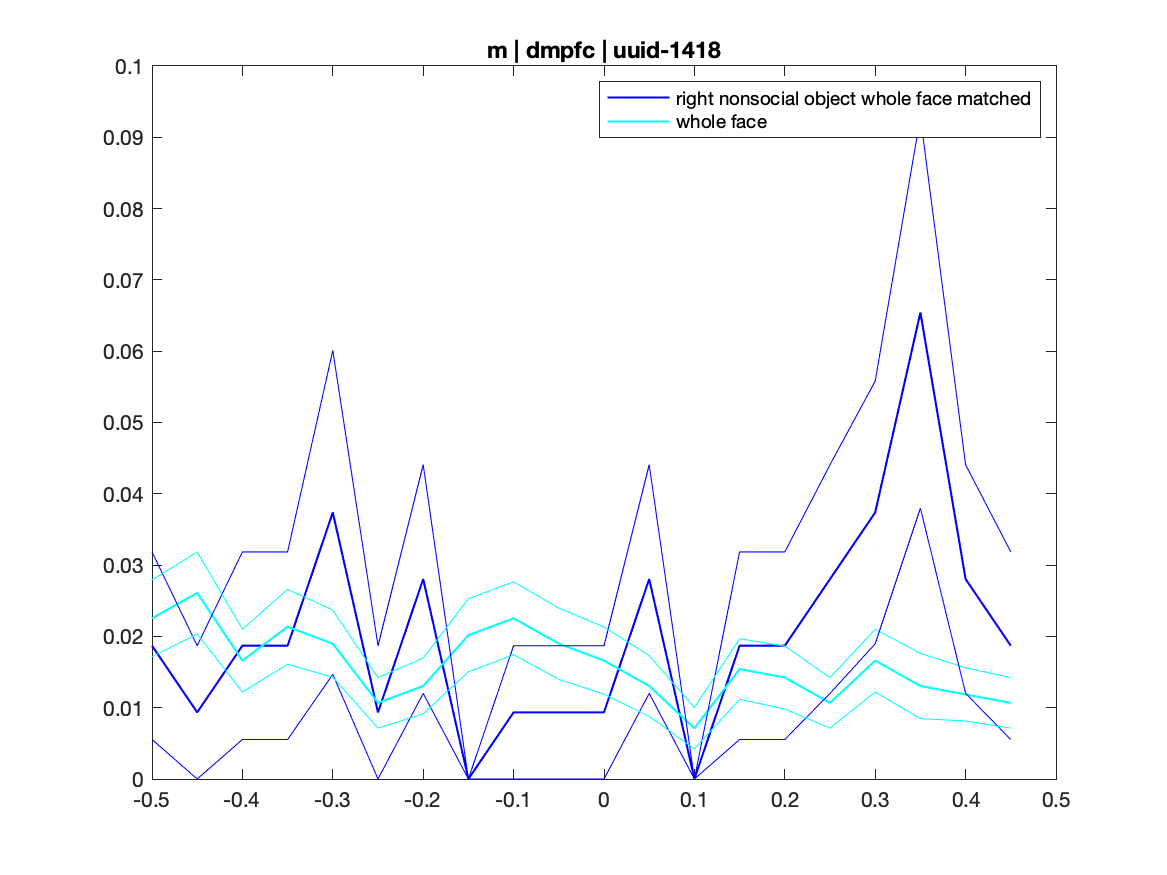 m | dmpfc | uuid-1418
right nonsocial object whole face matched
whole face
0.1
0.09
0.08
0.07
0.06
0.05
0.04
0.03
0.02
0.01
0
-0.5 -0.4 -0.3 -0.2 -0.1 0 0.1 0.2 0.3 0.4 0.5